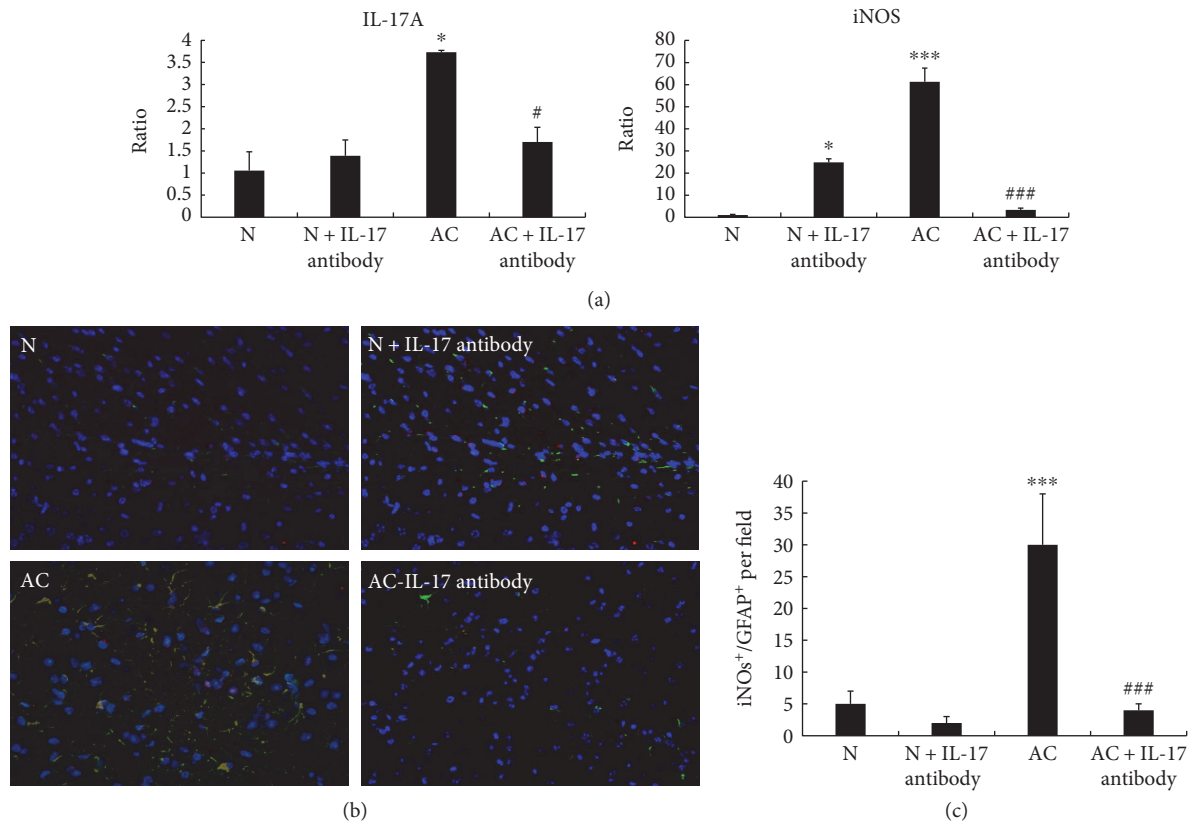 IL-17A
Ratio
4
3.5
3
2.5
2
1.5
1
0.5
0
*
#
N
N + IL-17
antibody
AC
AC + IL-17
antibody
iNOS
Ratio
80
70
60
50
40
30
20
10
0
*
***
###
N
N + IL-17
antibody
AC
AC + IL-17
antibody
(a)
N
N + IL-17 antibody
AC
AC-IL-17 antibody
(b)
iNOs⁺/GFAP⁺ per field
40
35
30
25
20
15
10
5
0
***
###
N
N + IL-17
antibody
AC
AC + IL-17
antibody
(c)